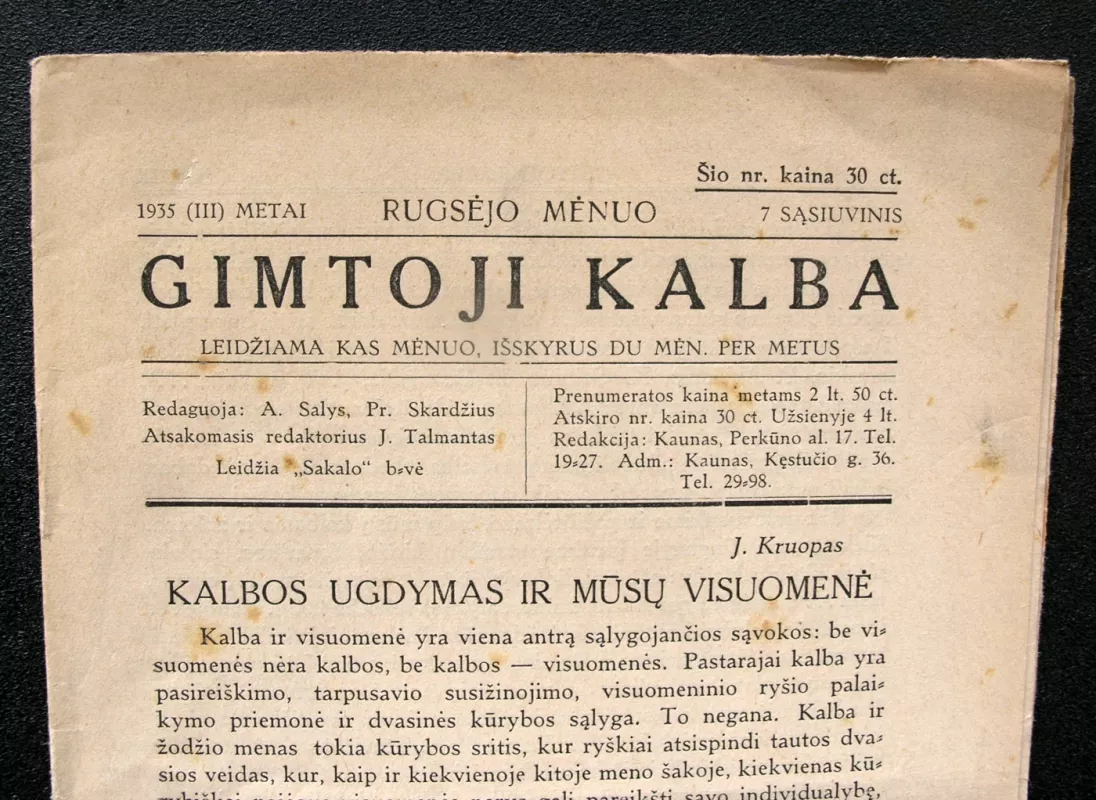 Šio nr. kaina 30 ct.
1935 (III) METAI RUGSĖJO MĖNUO 7 SĄSIUVINIS
GIMTOJI KALBA
LEIDŽIAMA KAS MĖNUO, IŠSKYRUS DU MĖN. PER METUS
Redaguoja: A. Salys, Pr. Skardžius
Atsakomasis redaktorius J. Talmantas
Leidžia „Sakalo“ b-vė
Prenumeratos kaina metams 2 lt. 50 ct.
Atskiro nr. kaina 30 ct. Užsienyje 4 lt.
Redakcija: Kaunas, Perkūno al. 17. Tel.
19-27. Adm.: Kaunas, Kęstučio g. 36.
Tel. 29-98.
J. Kruopas
KALBOS UGDYMAS IR MŪSŲ VISUOMENĖ
Kalba ir visuomenė yra viena antrą sąlygojančios sąvokos: be vi-
suomenės nėra kalbos, be kalbos — visuomenės. Pastarajai kalba yra
pasireiškimo, tarpusavio susižinojimo, visuomeninio ryšio palai-
kymo priemonė ir dvasinės kūrybos sąlyga. To negana. Kalba ir
žodžio menas tokia kūrybos sritis, kur ryškiai atsispindi tautos dva-
sios veidas, kur, kaip ir kiekvienoje kitoje meno šakoje, kiekvienas kū-
gali pareikšti savo individualybę,